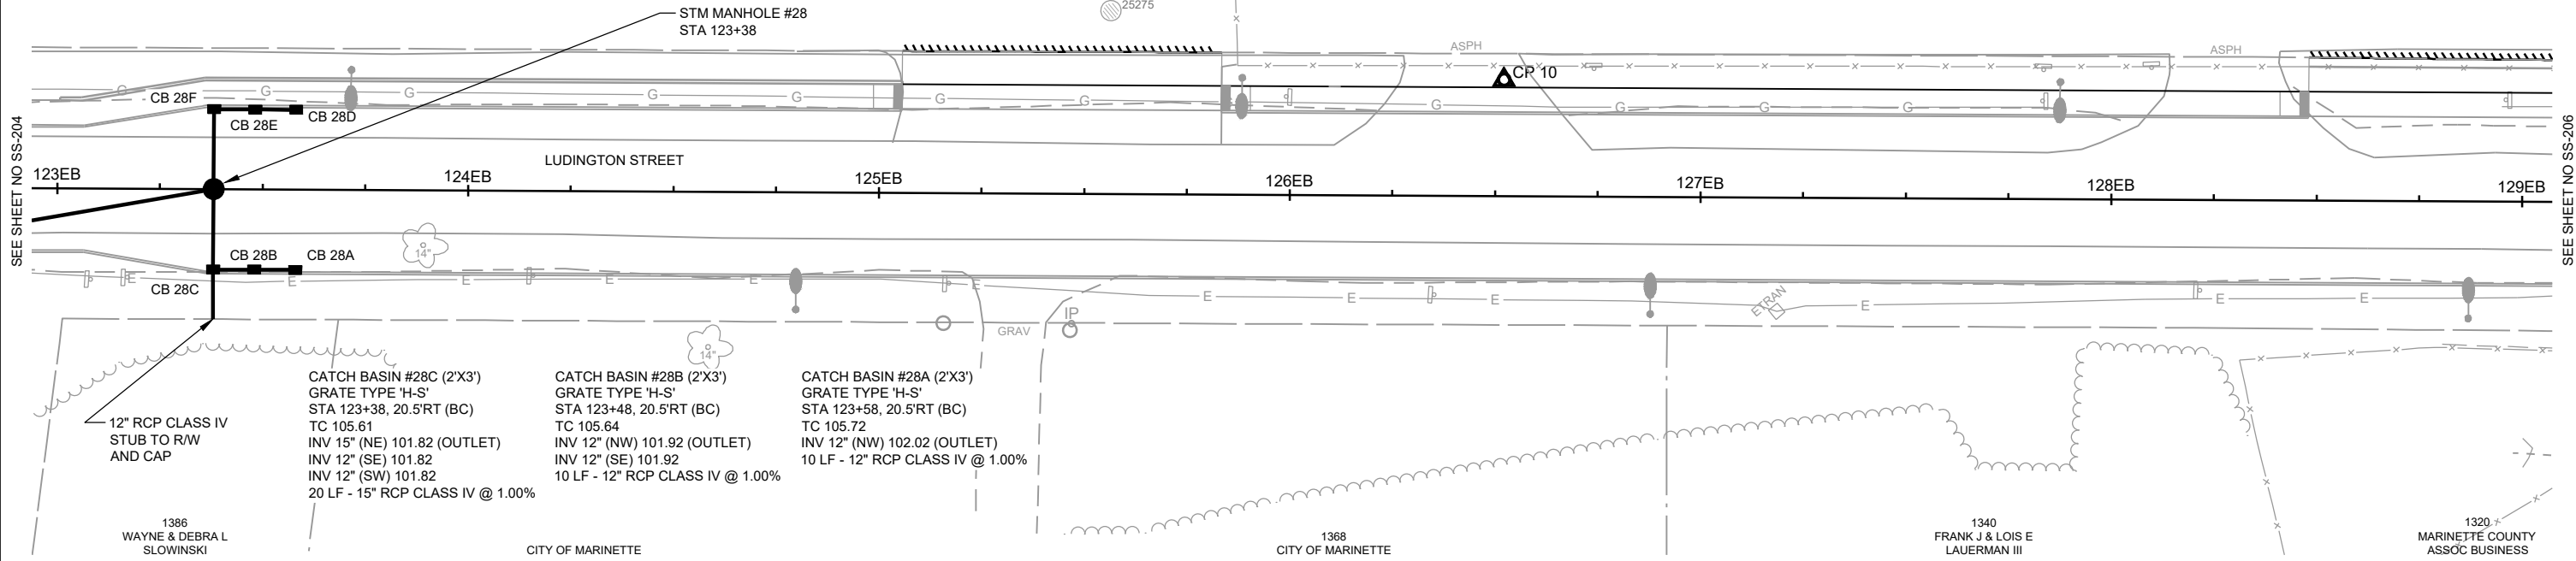 STM MANHOLE #28
STA 123+38
25275
ASPH
ASPH
CP 10
G G G G G G G G G G G G
CB 28F
CB 28E
CB 28D
LUDINGTON STREET
123EB
124EB
125EB
126EB
127EB
128EB
129EB
SEE SHEET NO SS-204
SEE SHEET NO SS-206
14"
CB 28B
CB 28A
CB 28C
E E E E E E E E E E E E
ETRAN
IP
GRAV
14"
12" RCP CLASS IV
STUB TO R/W
AND CAP
CATCH BASIN #28C (2'X3')
GRATE TYPE 'H-S'
STA 123+38, 20.5'RT (BC)
TC 105.61
INV 15" (NE) 101.82 (OUTLET)
INV 12" (SE) 101.82
INV 12" (SW) 101.82
20 LF - 15" RCP CLASS IV @ 1.00%
CATCH BASIN #28B (2'X3')
GRATE TYPE 'H-S'
STA 123+48, 20.5'RT (BC)
TC 105.64
INV 12" (NW) 101.92 (OUTLET)
INV 12" (SE) 101.92
10 LF - 12" RCP CLASS IV @ 1.00%
CATCH BASIN #28A (2'X3')
GRATE TYPE 'H-S'
STA 123+58, 20.5'RT (BC)
TC 105.72
INV 12" (NW) 102.02 (OUTLET)
10 LF - 12" RCP CLASS IV @ 1.00%
1386
WAYNE & DEBRA L
SLOWINSKI
CITY OF MARINETTE
1368
CITY OF MARINETTE
1340
FRANK J & LOIS E
LAUERMAN III
1320
MARINETTE COUNTY
ASSOC BUSINESS